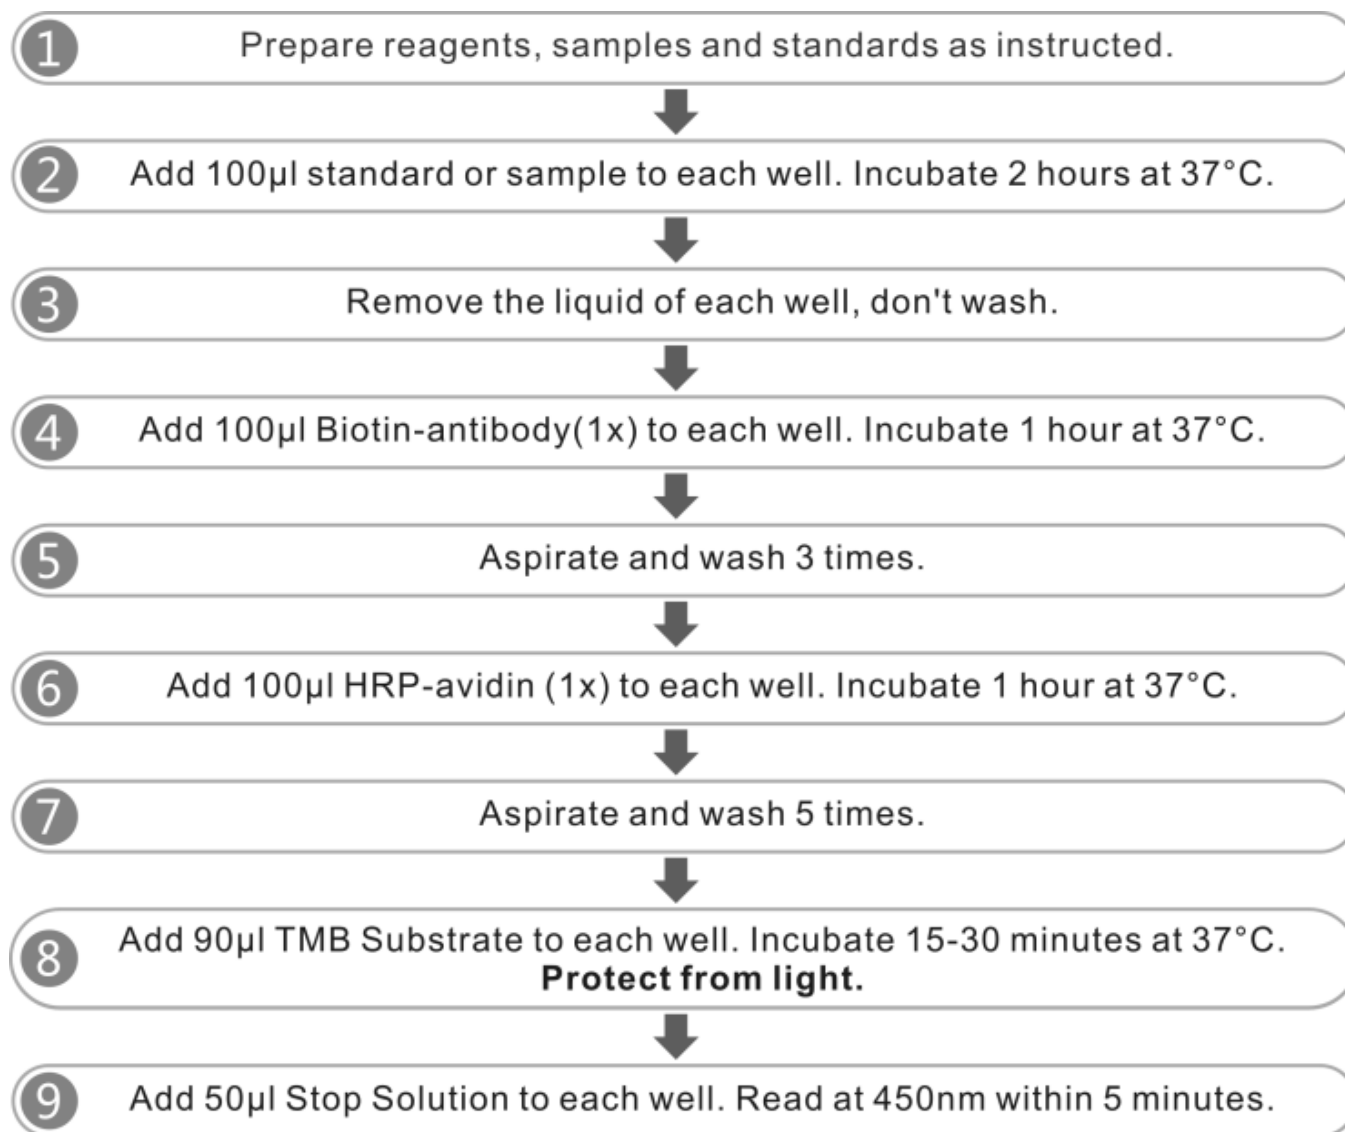 1 Prepare reagents, samples and standards as instructed.
2 Add 100µl standard or sample to each well. Incubate 2 hours at 37°C.
3 Remove the liquid of each well, don't wash.
4 Add 100µl Biotin-antibody(1x) to each well. Incubate 1 hour at 37°C.
5 Aspirate and wash 3 times.
6 Add 100µl HRP-avidin (1x) to each well. Incubate 1 hour at 37°C.
7 Aspirate and wash 5 times.
8 Add 90µl TMB Substrate to each well. Incubate 15-30 minutes at 37°C.
Protect from light.
9 Add 50µl Stop Solution to each well. Read at 450nm within 5 minutes.